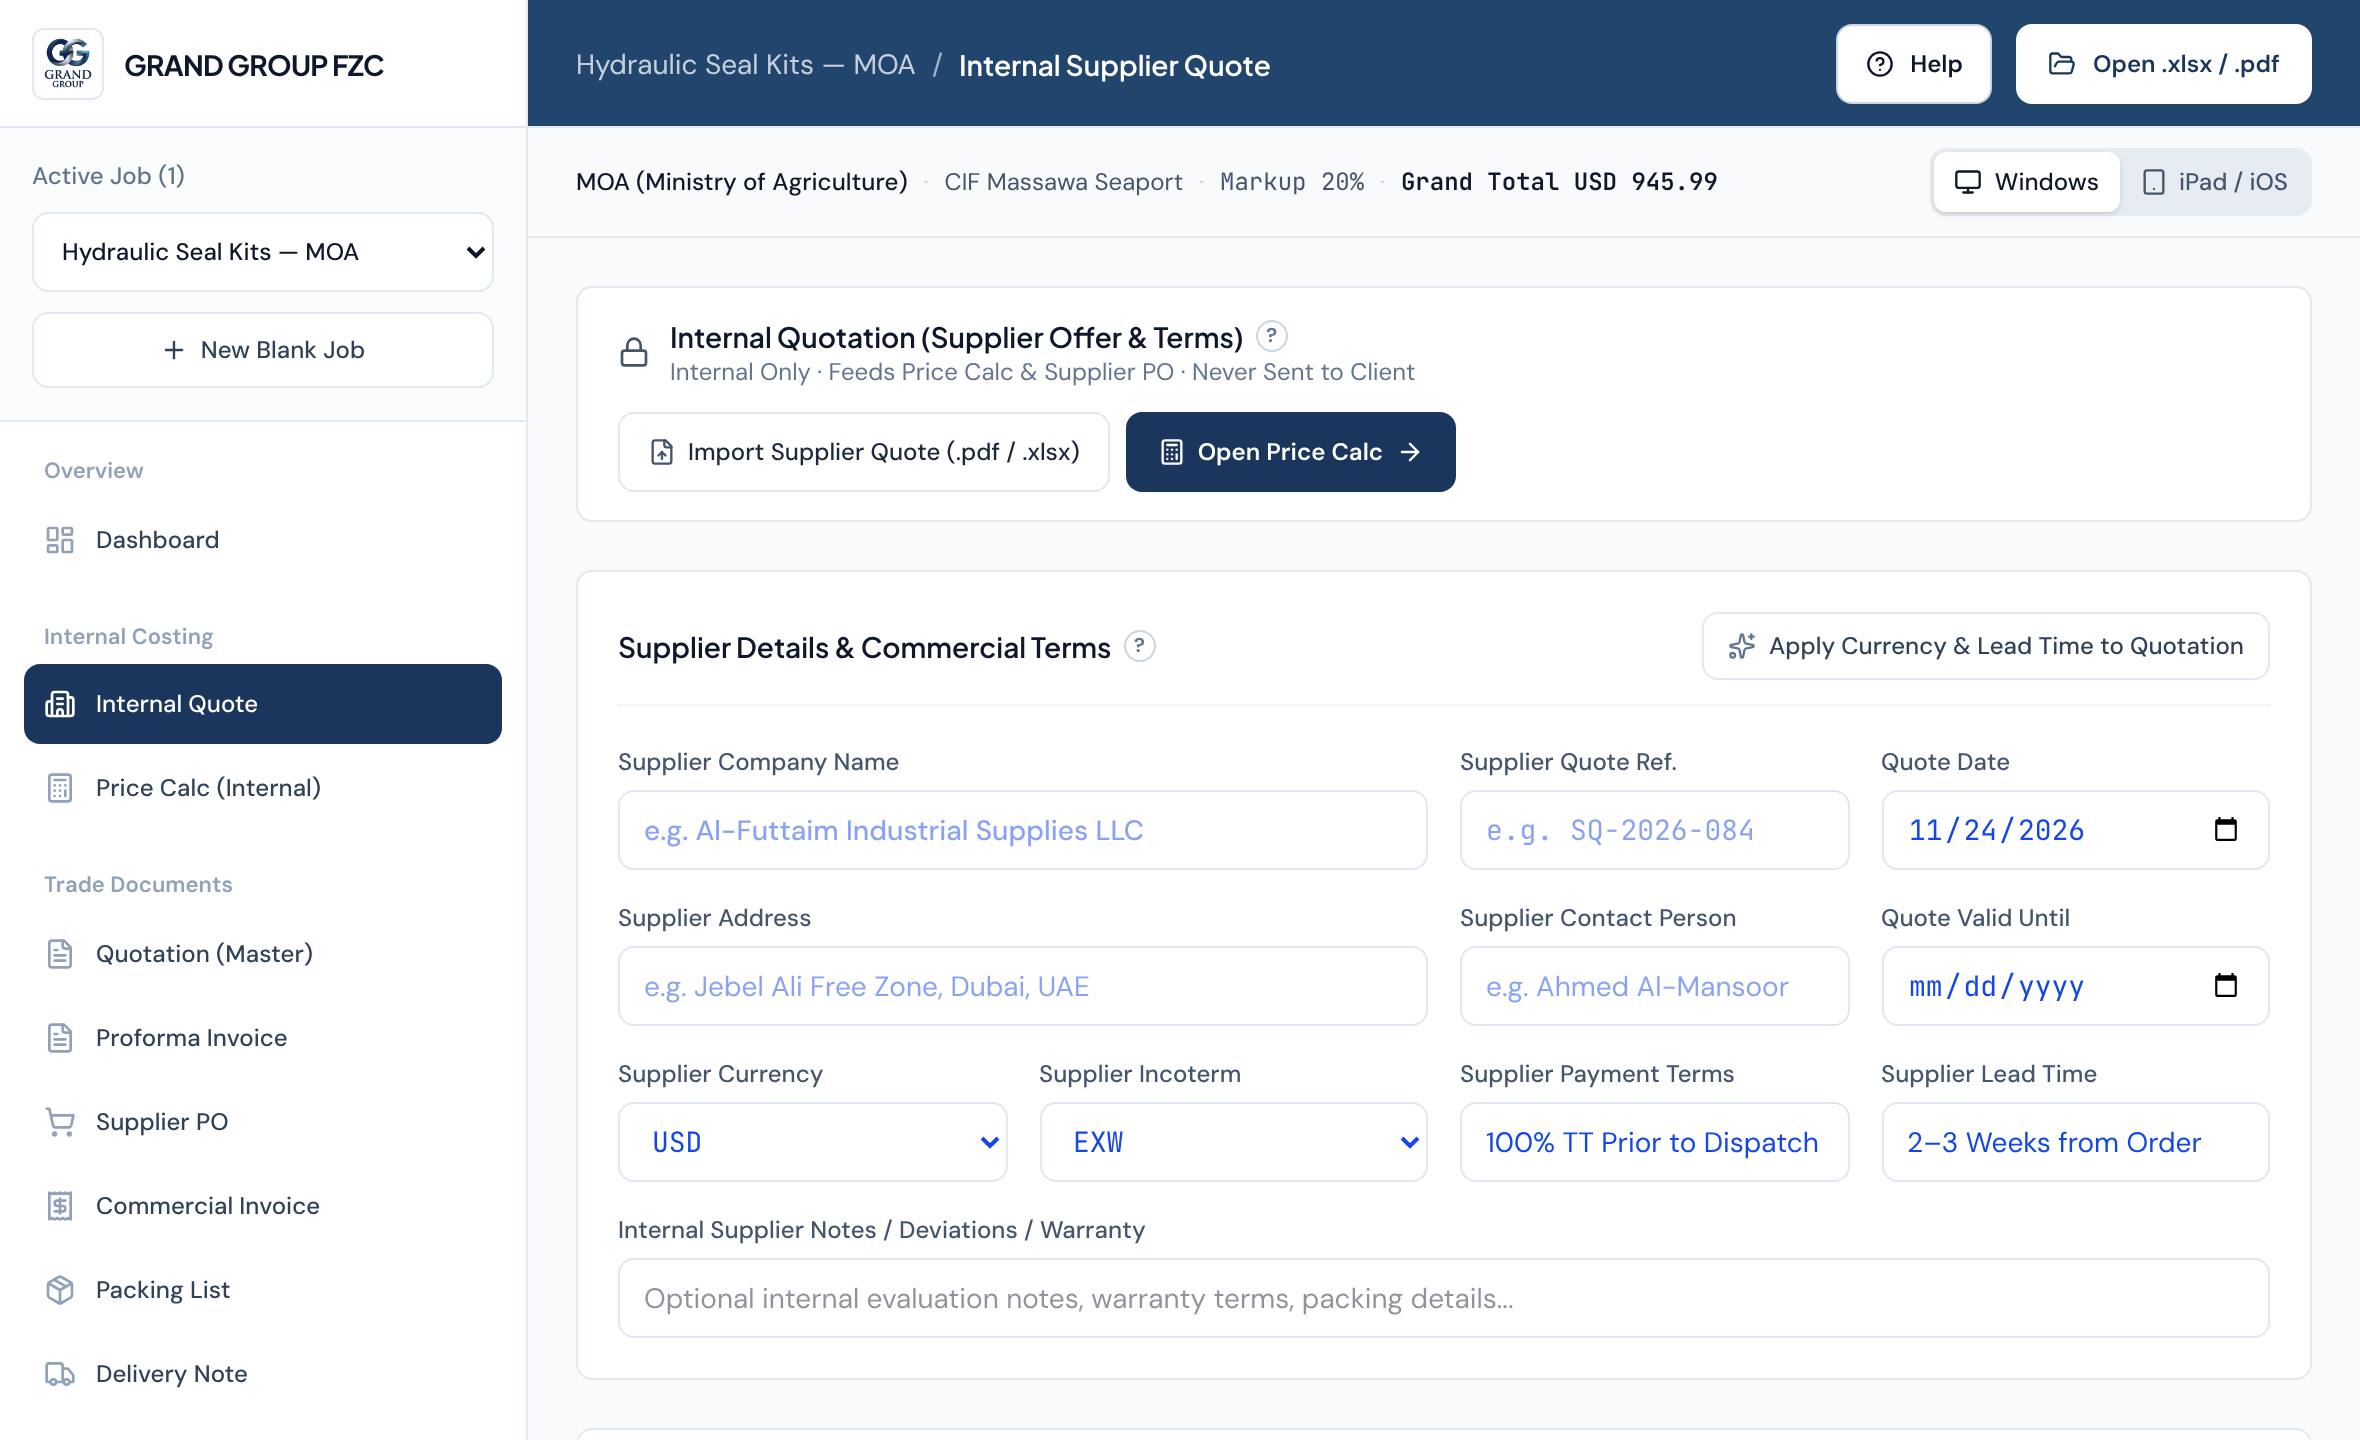 GRAND
GROUP
GRAND GROUP FZC
Hydraulic Seal Kits — MOA / Internal Supplier Quote
Help
Open .xlsx / .pdf
Active Job (1)
Hydraulic Seal Kits — MOA
New Blank Job
MOA (Ministry of Agriculture) · CIF Massawa Seaport · Markup 20% · Grand Total USD 945.99
Windows
iPad / iOS
Overview
Dashboard
Internal Costing
Internal Quote
Price Calc (Internal)
Trade Documents
Quotation (Master)
Proforma Invoice
Supplier PO
Commercial Invoice
Packing List
Delivery Note
Internal Quotation (Supplier Offer & Terms) ?
Internal Only · Feeds Price Calc & Supplier PO · Never Sent to Client
Import Supplier Quote (.pdf / .xlsx)
Open Price Calc
Supplier Details & Commercial Terms ?
Apply Currency & Lead Time to Quotation
Supplier Company Name
e.g. Al-Futtaim Industrial Supplies LLC
Supplier Quote Ref.
e.g. SQ-2026-084
Quote Date
11/24/2026
Supplier Address
e.g. Jebel Ali Free Zone, Dubai, UAE
Supplier Contact Person
e.g. Ahmed Al-Mansoor
Quote Valid Until
mm/dd/yyyy
Supplier Currency
USD
Supplier Incoterm
EXW
Supplier Payment Terms
100% TT Prior to Dispatch
Supplier Lead Time
2–3 Weeks from Order
Internal Supplier Notes / Deviations / Warranty
Optional internal evaluation notes, warranty terms, packing details...